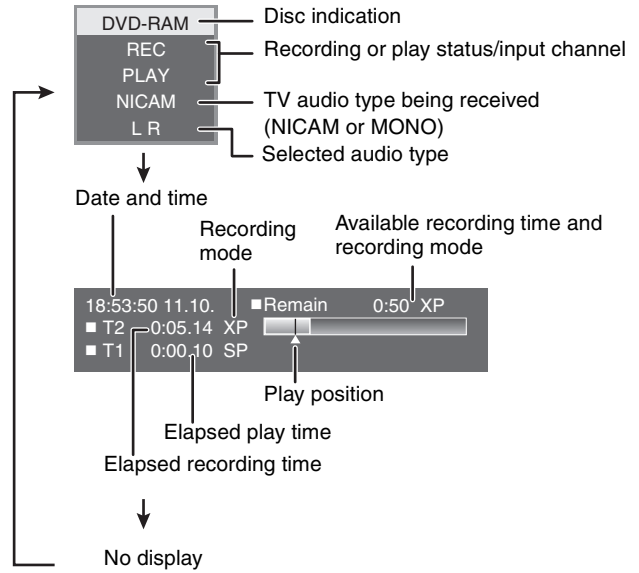 DVD-RAM
Disc indication
REC
Recording or play status/input channel
PLAY
NICAM
TV audio type being received
(NICAM or MONO)
L R
Selected audio type
Date and time
Recording
mode
Available recording time and
recording mode
18:53:50 11.10. ■Remain 0:50 XP
■ T2 0:05.14 XP
■ T1 0:00.10 SP
Play position
Elapsed play time
Elapsed recording time
No display